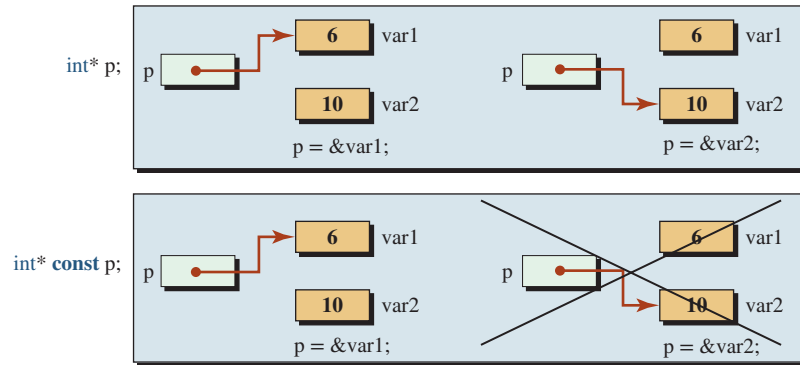 int* p;
p
6 var1
10 var2
p = &var1;
p
6 var1
10 var2
p = &var2;
int* const p;
p
6 var1
10 var2
p = &var1;
p
6 var1
10 var2
p = &var2;